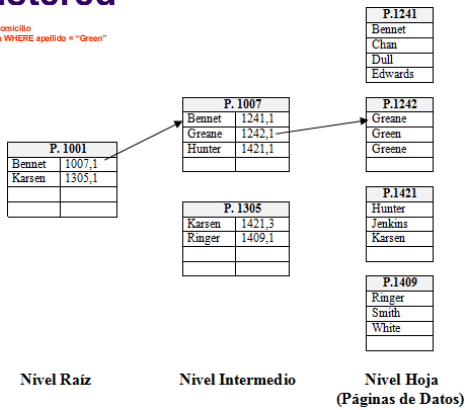 omicilio
WHERE apellido = "Green"
P. 1001
Bennet 1007,1
Karsen 1305,1
P. 1007
Bennet 1241,1
Greane 1242,1
Hunter 1421,1
P. 1305
Karsen 1421,3
Ringer 1409,1
P.1241
Bennet
Chan
Dull
Edwards
P.1242
Greane
Green
Greene
P.1421
Hunter
Jenkins
Karsen
P.1409
Ringer
Smith
White
Nivel Raíz
Nivel Intermedio
Nivel Hoja
(Páginas de Datos)